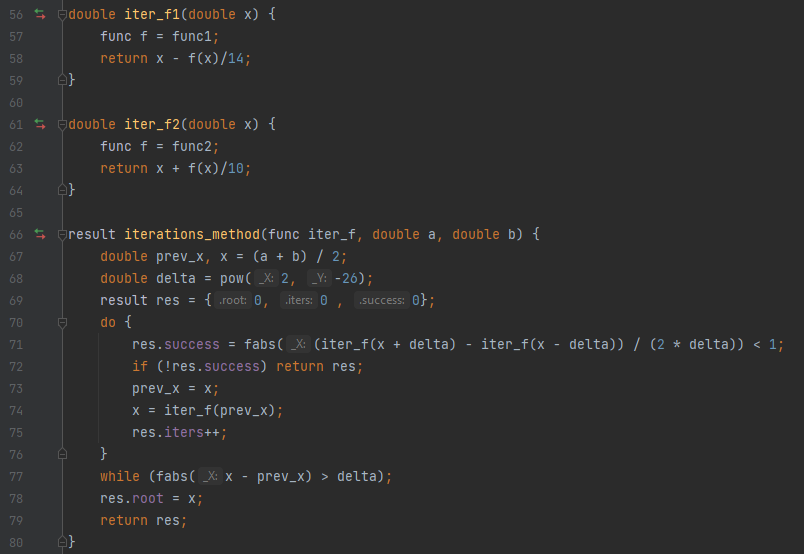 56 double iter_f1(double x) {
57     func f = func1;
58     return x - f(x)/14;
59 }
60
61 double iter_f2(double x) {
62     func f = func2;
63     return x + f(x)/10;
64 }
65
66 result iterations_method(func iter_f, double a, double b) {
67     double prev_x, x = (a + b) / 2;
68     double delta = pow( _X: 2, _Y: -26);
69     result res = { .root: 0, .iters: 0 , .success: 0};
70     do {
71         res.success = fabs( _X: (iter_f(x + delta) - iter_f(x - delta)) / (2 * delta)) < 1;
72         if (!res.success) return res;
73         prev_x = x;
74         x = iter_f(prev_x);
75         res.iters++;
76     }
77     while (fabs( _X: x - prev_x) > delta);
78     res.root = x;
79     return res;
80 }